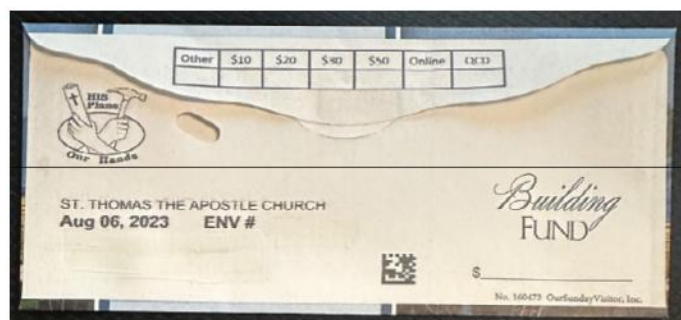 Other $10 $20 $30 $50 Online QCD
HIS
Plans
Our Hands
ST. THOMAS THE APOSTLE CHURCH
Aug 06, 2023 ENV #
Building
FUND
$
No. 160473 OurSundayVisitor, Inc.